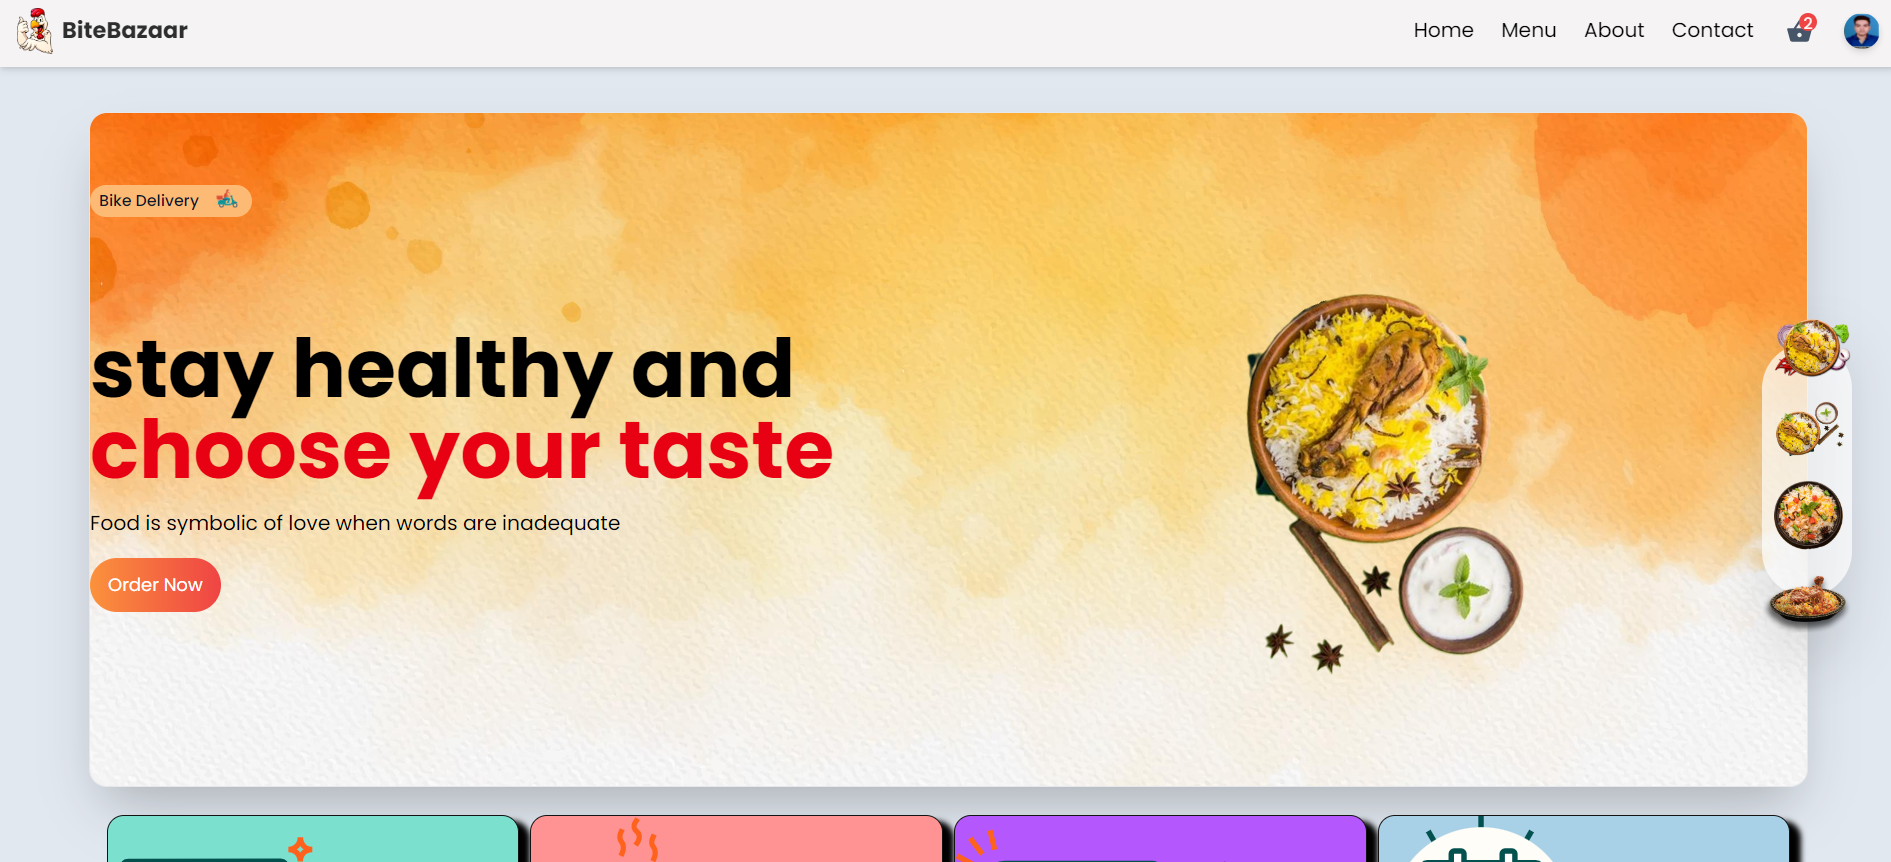 BiteBazaar
Home Menu About Contact 2
Bike Delivery
stay healthy and
choose your taste
Food is symbolic of love when words are inadequate
Order Now